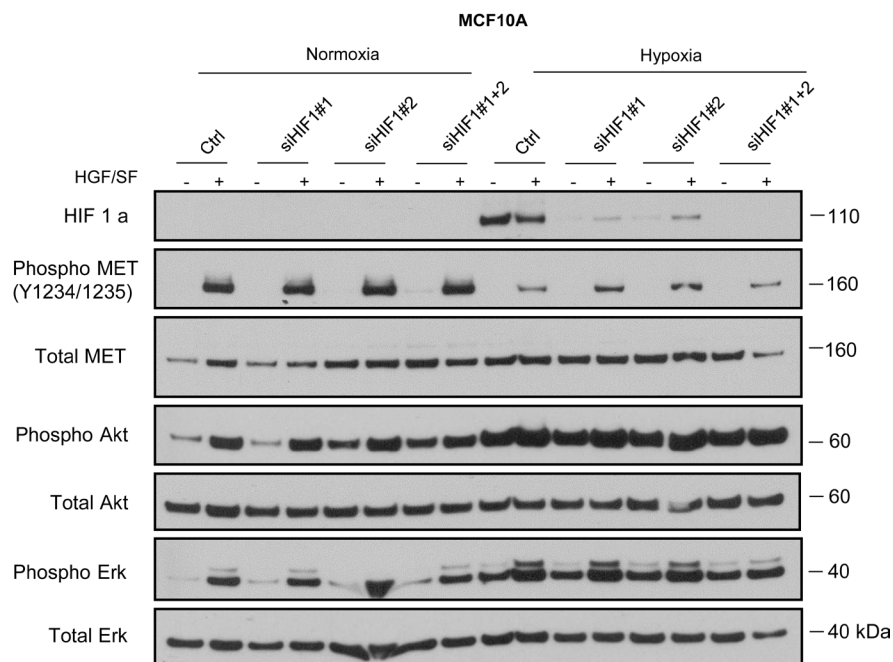 MCF10A
Normoxia Hypoxia
Ctrl siHIF1#1 siHIF1#2 siHIF1#1+2 Ctrl siHIF1#1 siHIF1#2 siHIF1#1+2
HGF/SF - + - + - + - + - + - + - + - +
HIF 1 a 110
Phospho MET
(Y1234/1235) 160
Total MET 160
Phospho Akt 60
Total Akt 60
Phospho Erk 40
Total Erk 40 kDa